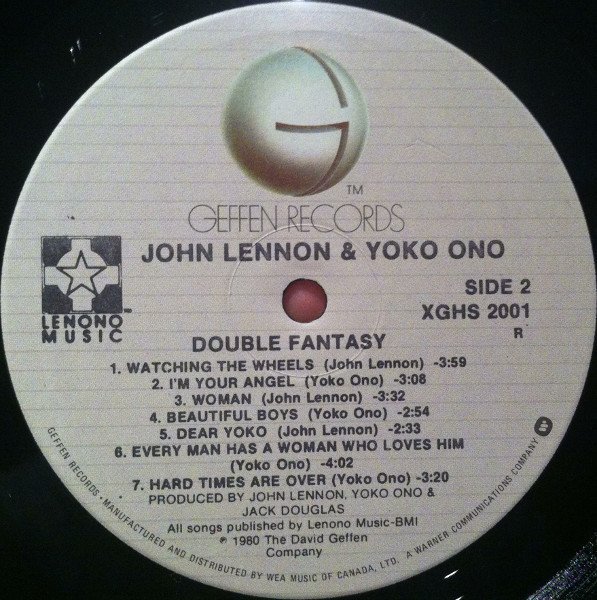 G
TM
GEFFEN RECORDS
JOHN LENNON & YOKO ONO
LENONO
MUSIC
SIDE 2
XGHS 2001
R
DOUBLE FANTASY
1. WATCHING THE WHEELS (John Lennon) -3:59
2. I'M YOUR ANGEL (Yoko Ono) -3:08
3. WOMAN (John Lennon) -3:32
4. BEAUTIFUL BOYS (Yoko Ono) -2:54
5. DEAR YOKO (John Lennon) -2:33
6. EVERY MAN HAS A WOMAN WHO LOVES HIM
(Yoko Ono) -4:02
7. HARD TIMES ARE OVER (Yoko Ono) -3:20
PRODUCED BY JOHN LENNON, YOKO ONO &
JACK DOUGLAS
All songs published by Lenono Music-BMI
℗ 1980 The David Geffen
Company
GEFFEN RECORDS • MANUFACTURED AND DISTRIBUTED BY WEA MUSIC OF CANADA, LTD. A WARNER COMMUNICATIONS COMPANY